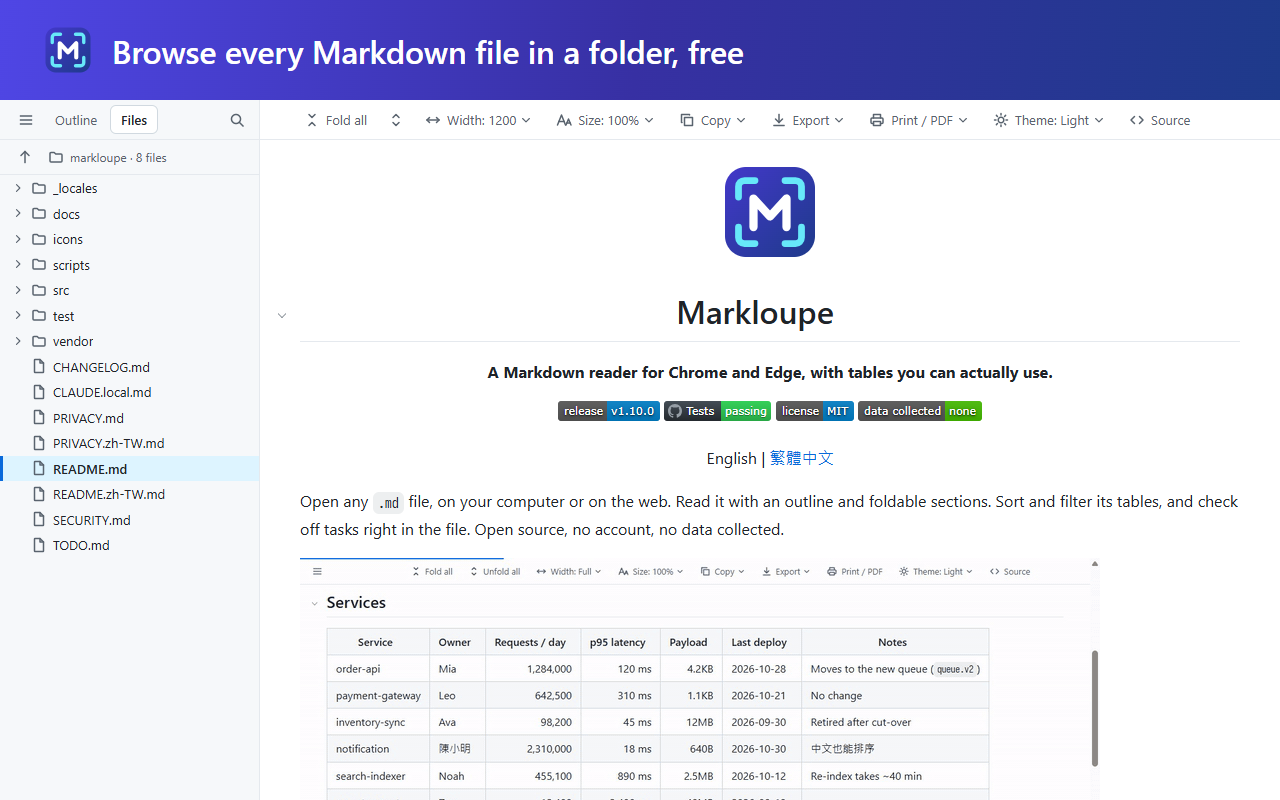 M Browse every Markdown file in a folder, free
Outline Files Fold all Width: 1200 Size: 100% Copy Export Print / PDF Theme: Light Source
markloupe · 8 files
_locales
docs
icons
scripts
src
test
vendor
CHANGELOG.md
CLAUDE.local.md
PRIVACY.md
PRIVACY.zh-TW.md
README.md
README.zh-TW.md
SECURITY.md
TODO.md
M
Markloupe
A Markdown reader for Chrome and Edge, with tables you can actually use.
release v1.10.0 Tests passing license MIT data collected none
English | 繁體中文
Open any .md file, on your computer or on the web. Read it with an outline and foldable sections. Sort and filter its tables, and check
off tasks right in the file. Open source, no account, no data collected.
Fold all Unfold all Width: Full Size: 100% Copy Export Print / PDF Theme: Light Source
Services
Service Owner Requests / day p95 latency Payload Last deploy Notes
order-api Mia 1,284,000 120 ms 4.2KB 2026-10-28 Moves to the new queue (queue.v2)
payment-gateway Leo 642,500 310 ms 1.1KB 2026-10-21 No change
inventory-sync Ava 98,200 45 ms 12MB 2026-09-30 Retired after cut-over
notification 陳小明 2,310,000 18 ms 640B 2026-10-30 中文也能排序
search-indexer Noah 455,100 890 ms 2.5MB 2026-10-12 Re-index takes ~40 min